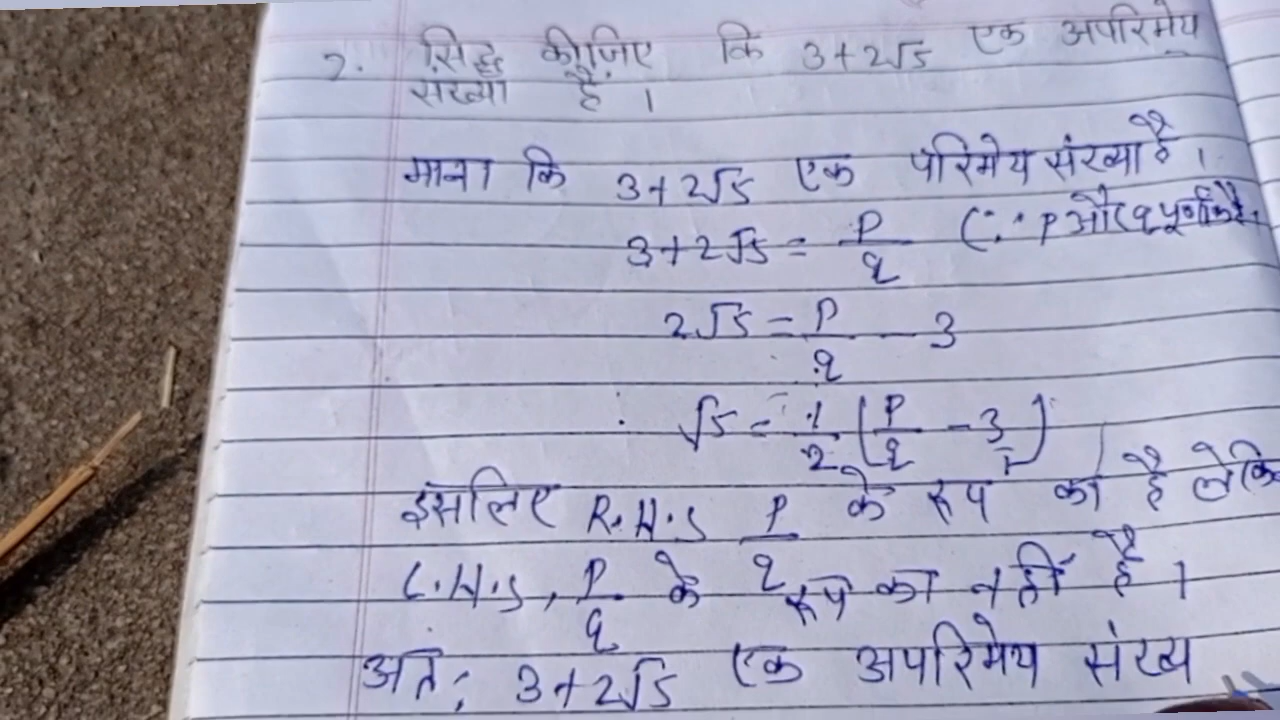 2. सिद्ध कीजिए कि 3+2√5 एक अपरिमेय
संख्या है ।
माना कि 3+2√5 एक परिमेय संख्या है ।
3+2√5 = p/q (∵ p और q पूर्णांक है।
2√5 = p/q - 3
√5 = 1/2 (p/q - 3/1)
इसलिए R.H.S p/q के रूप का है लेकि
L.H.S, p/q के रूप का नहीं है ।
अत: 3+2√5 एक अपरिमेय संख्य